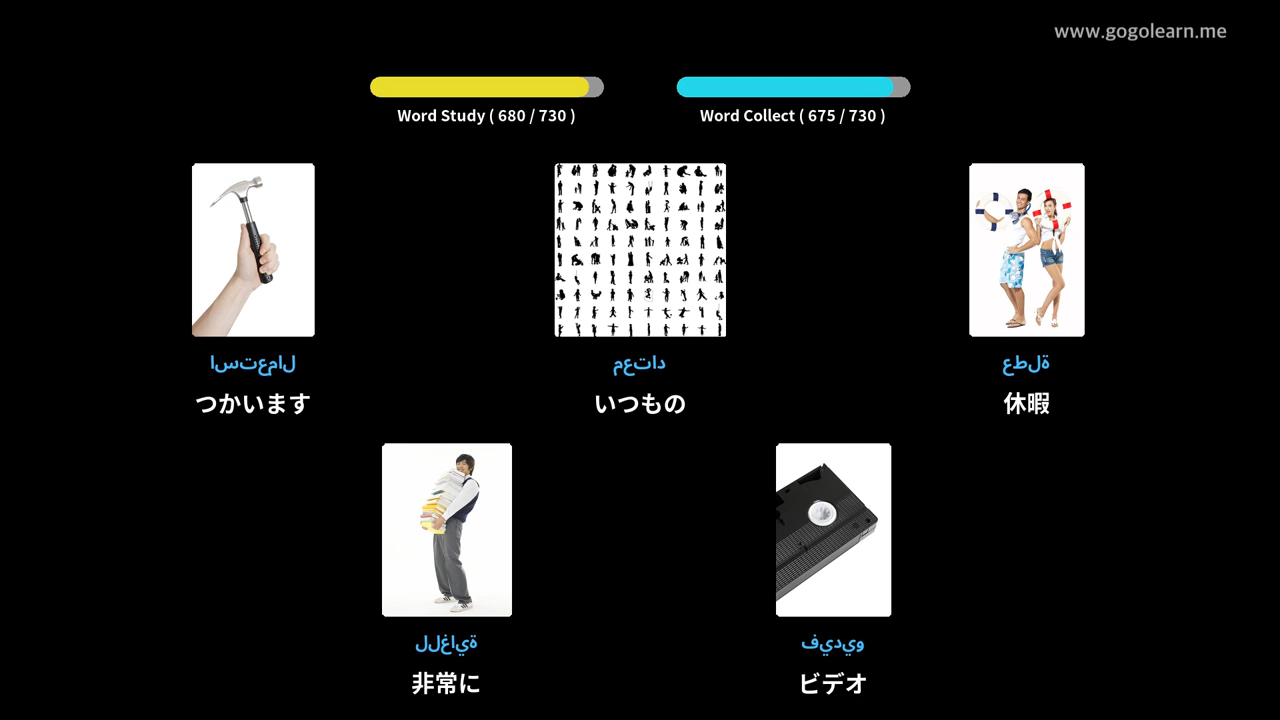 www.gogolearn.me
Word Study ( 680 / 730 )
Word Collect ( 675 / 730 )
استعمال
معتاد
عطلة
つかいます
いつもの
休暇
للغاية
فيديو
非常に
ビデオ